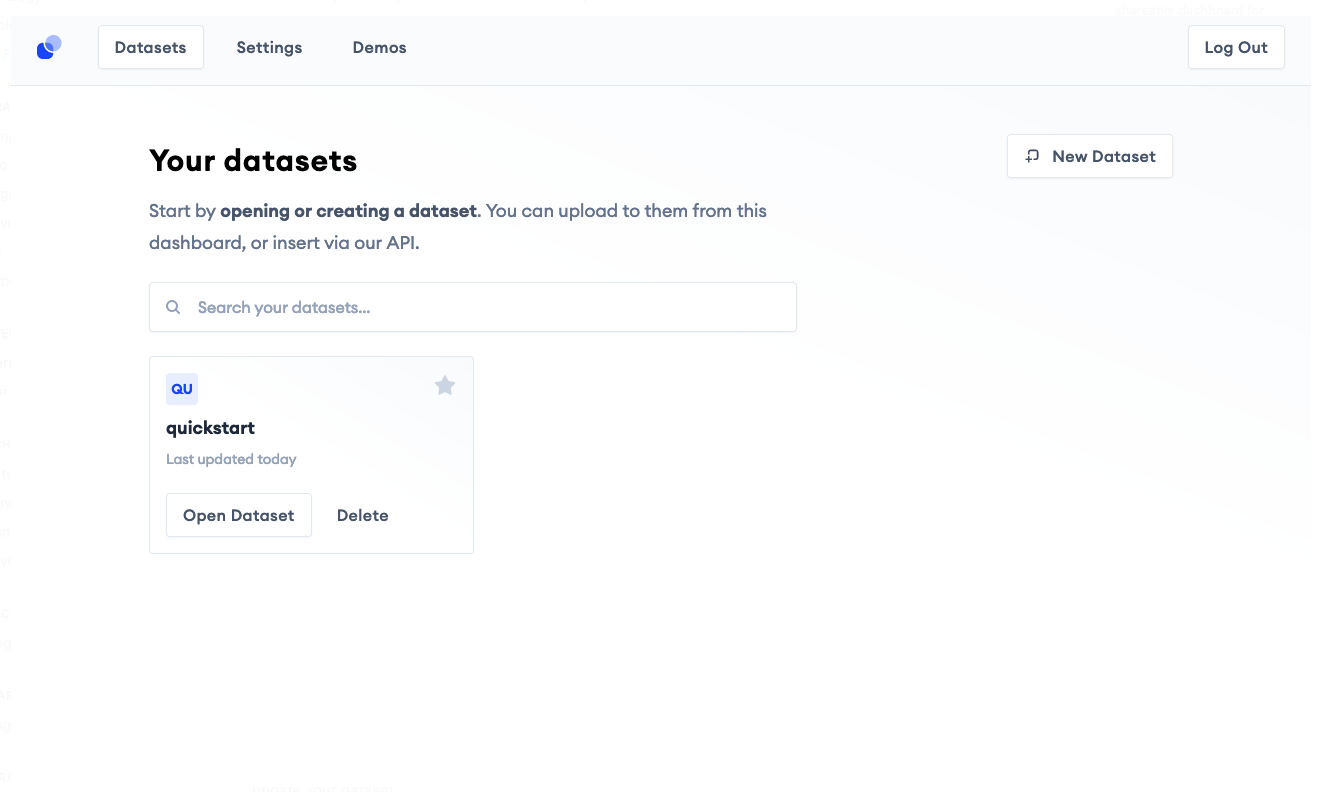 Datasets Settings Demos Log Out
Your datasets
New Dataset
Start by opening or creating a dataset. You can upload to them from this
dashboard, or insert via our API.
Search your datasets...
QU
quickstart
Last updated today
Open Dataset Delete